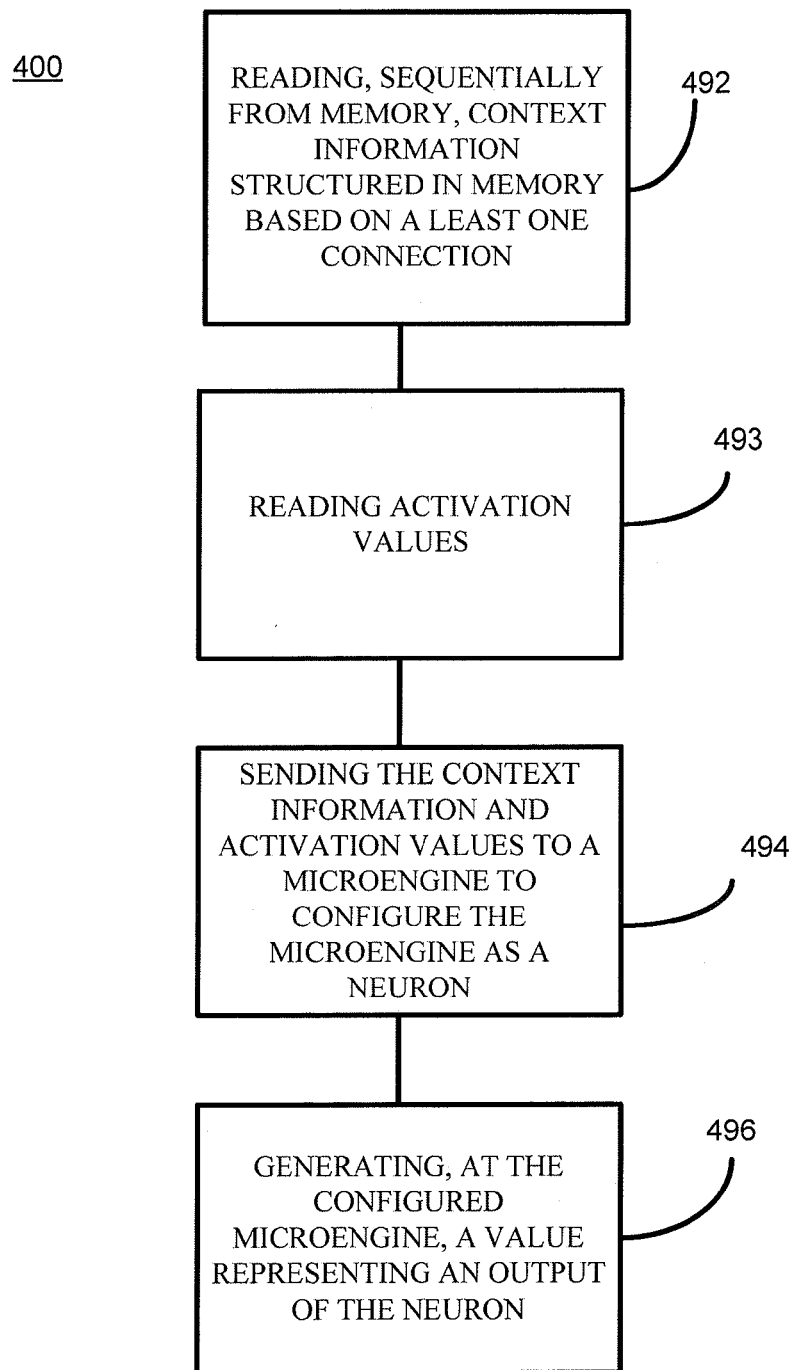 400
READING, SEQUENTIALLY
FROM MEMORY, CONTEXT
INFORMATION
STRUCTURED IN MEMORY
BASED ON A LEAST ONE
CONNECTION
492
READING ACTIVATION
VALUES
493
SENDING THE CONTEXT
INFORMATION AND
ACTIVATION VALUES TO A
MICROENGINE TO
CONFIGURE THE
MICROENGINE AS A
NEURON
494
GENERATING, AT THE
CONFIGURED
MICROENGINE, A VALUE
REPRESENTING AN OUTPUT
OF THE NEURON
496